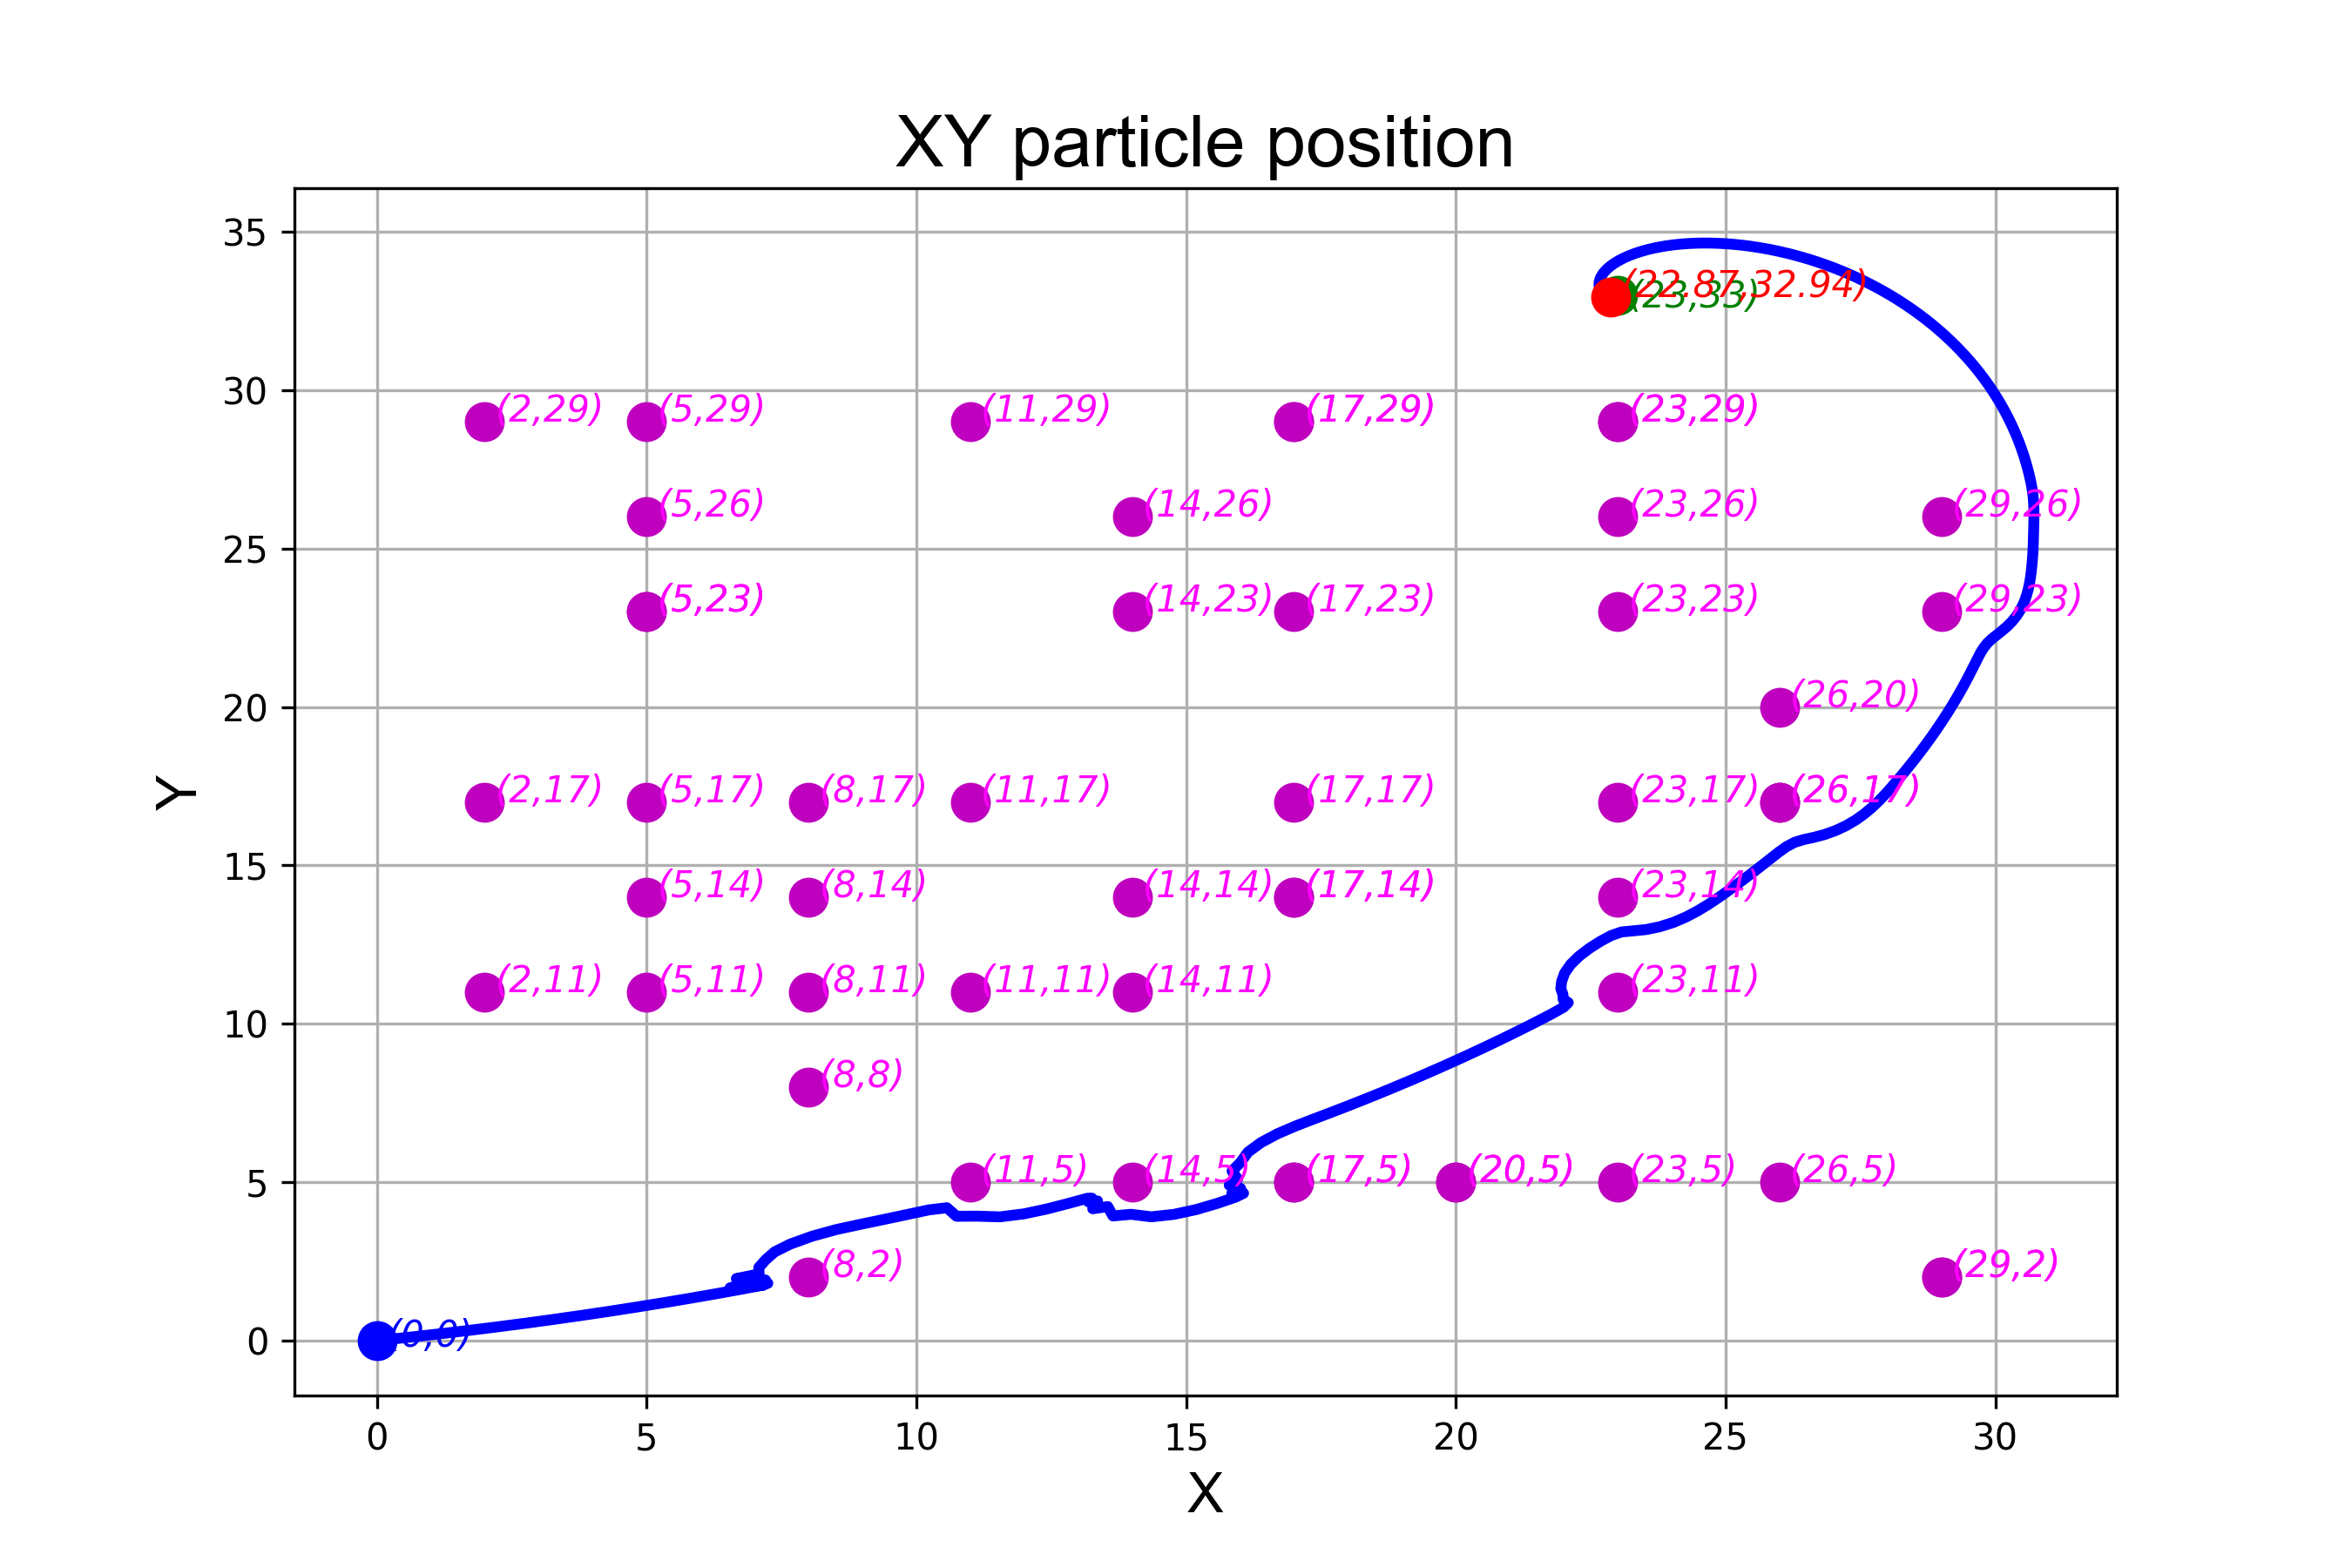 XY particle position
35
(22.87,32.94)
(23,33)
30
(2,29) (5,29) (11,29) (17,29) (23,29)
(5,26) (14,26) (23,26) (29,26)
25
(5,23) (14,23) (17,23) (23,23) (29,23)
20
(26,20)
(2,17) (5,17) (8,17) (11,17) (17,17) (23,17) (26,17)
Y
15
(5,14) (8,14) (14,14) (17,14) (23,14)
(2,11) (5,11) (8,11) (11,11) (14,11) (23,11)
10
(8,8)
5
(11,5) (14,5) (17,5) (20,5) (23,5) (26,5)
(8,2) (29,2)
0
(0,0)
0 5 10 15 20 25 30
X